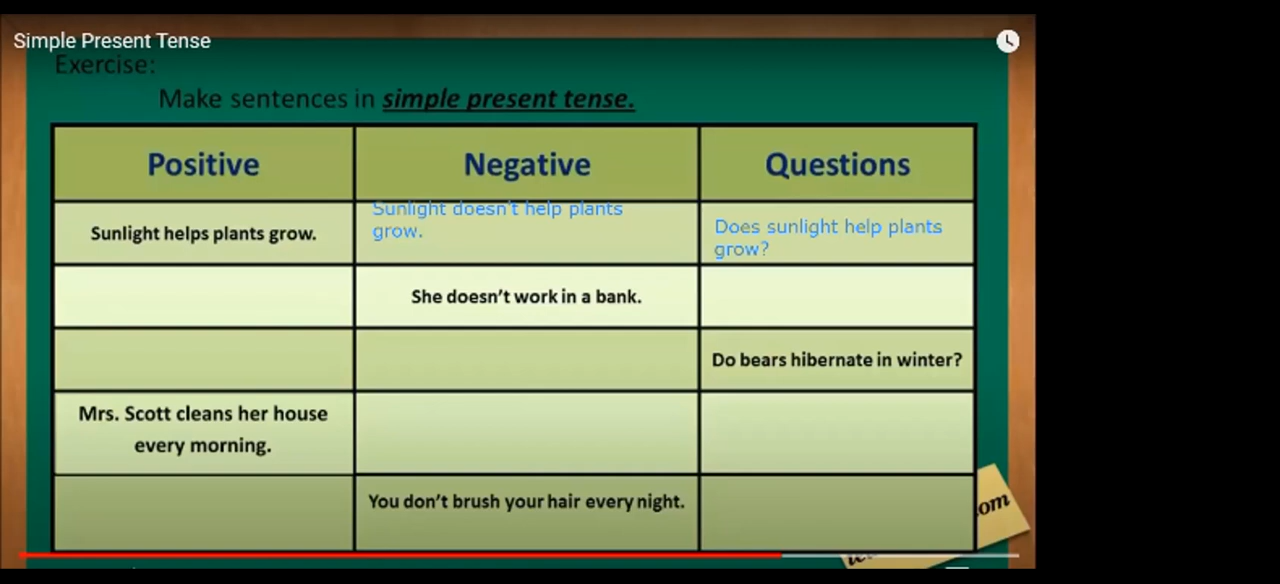 Simple Present Tense
Exercise:
Make sentences in simple present tense.
Positive
Negative
Questions
Sunlight helps plants grow.
Sunlight doesn't help plants
grow.
Does sunlight help plants
grow?
She doesn't work in a bank.
Do bears hibernate in winter?
Mrs. Scott cleans her house
every morning.
You don't brush your hair every night.